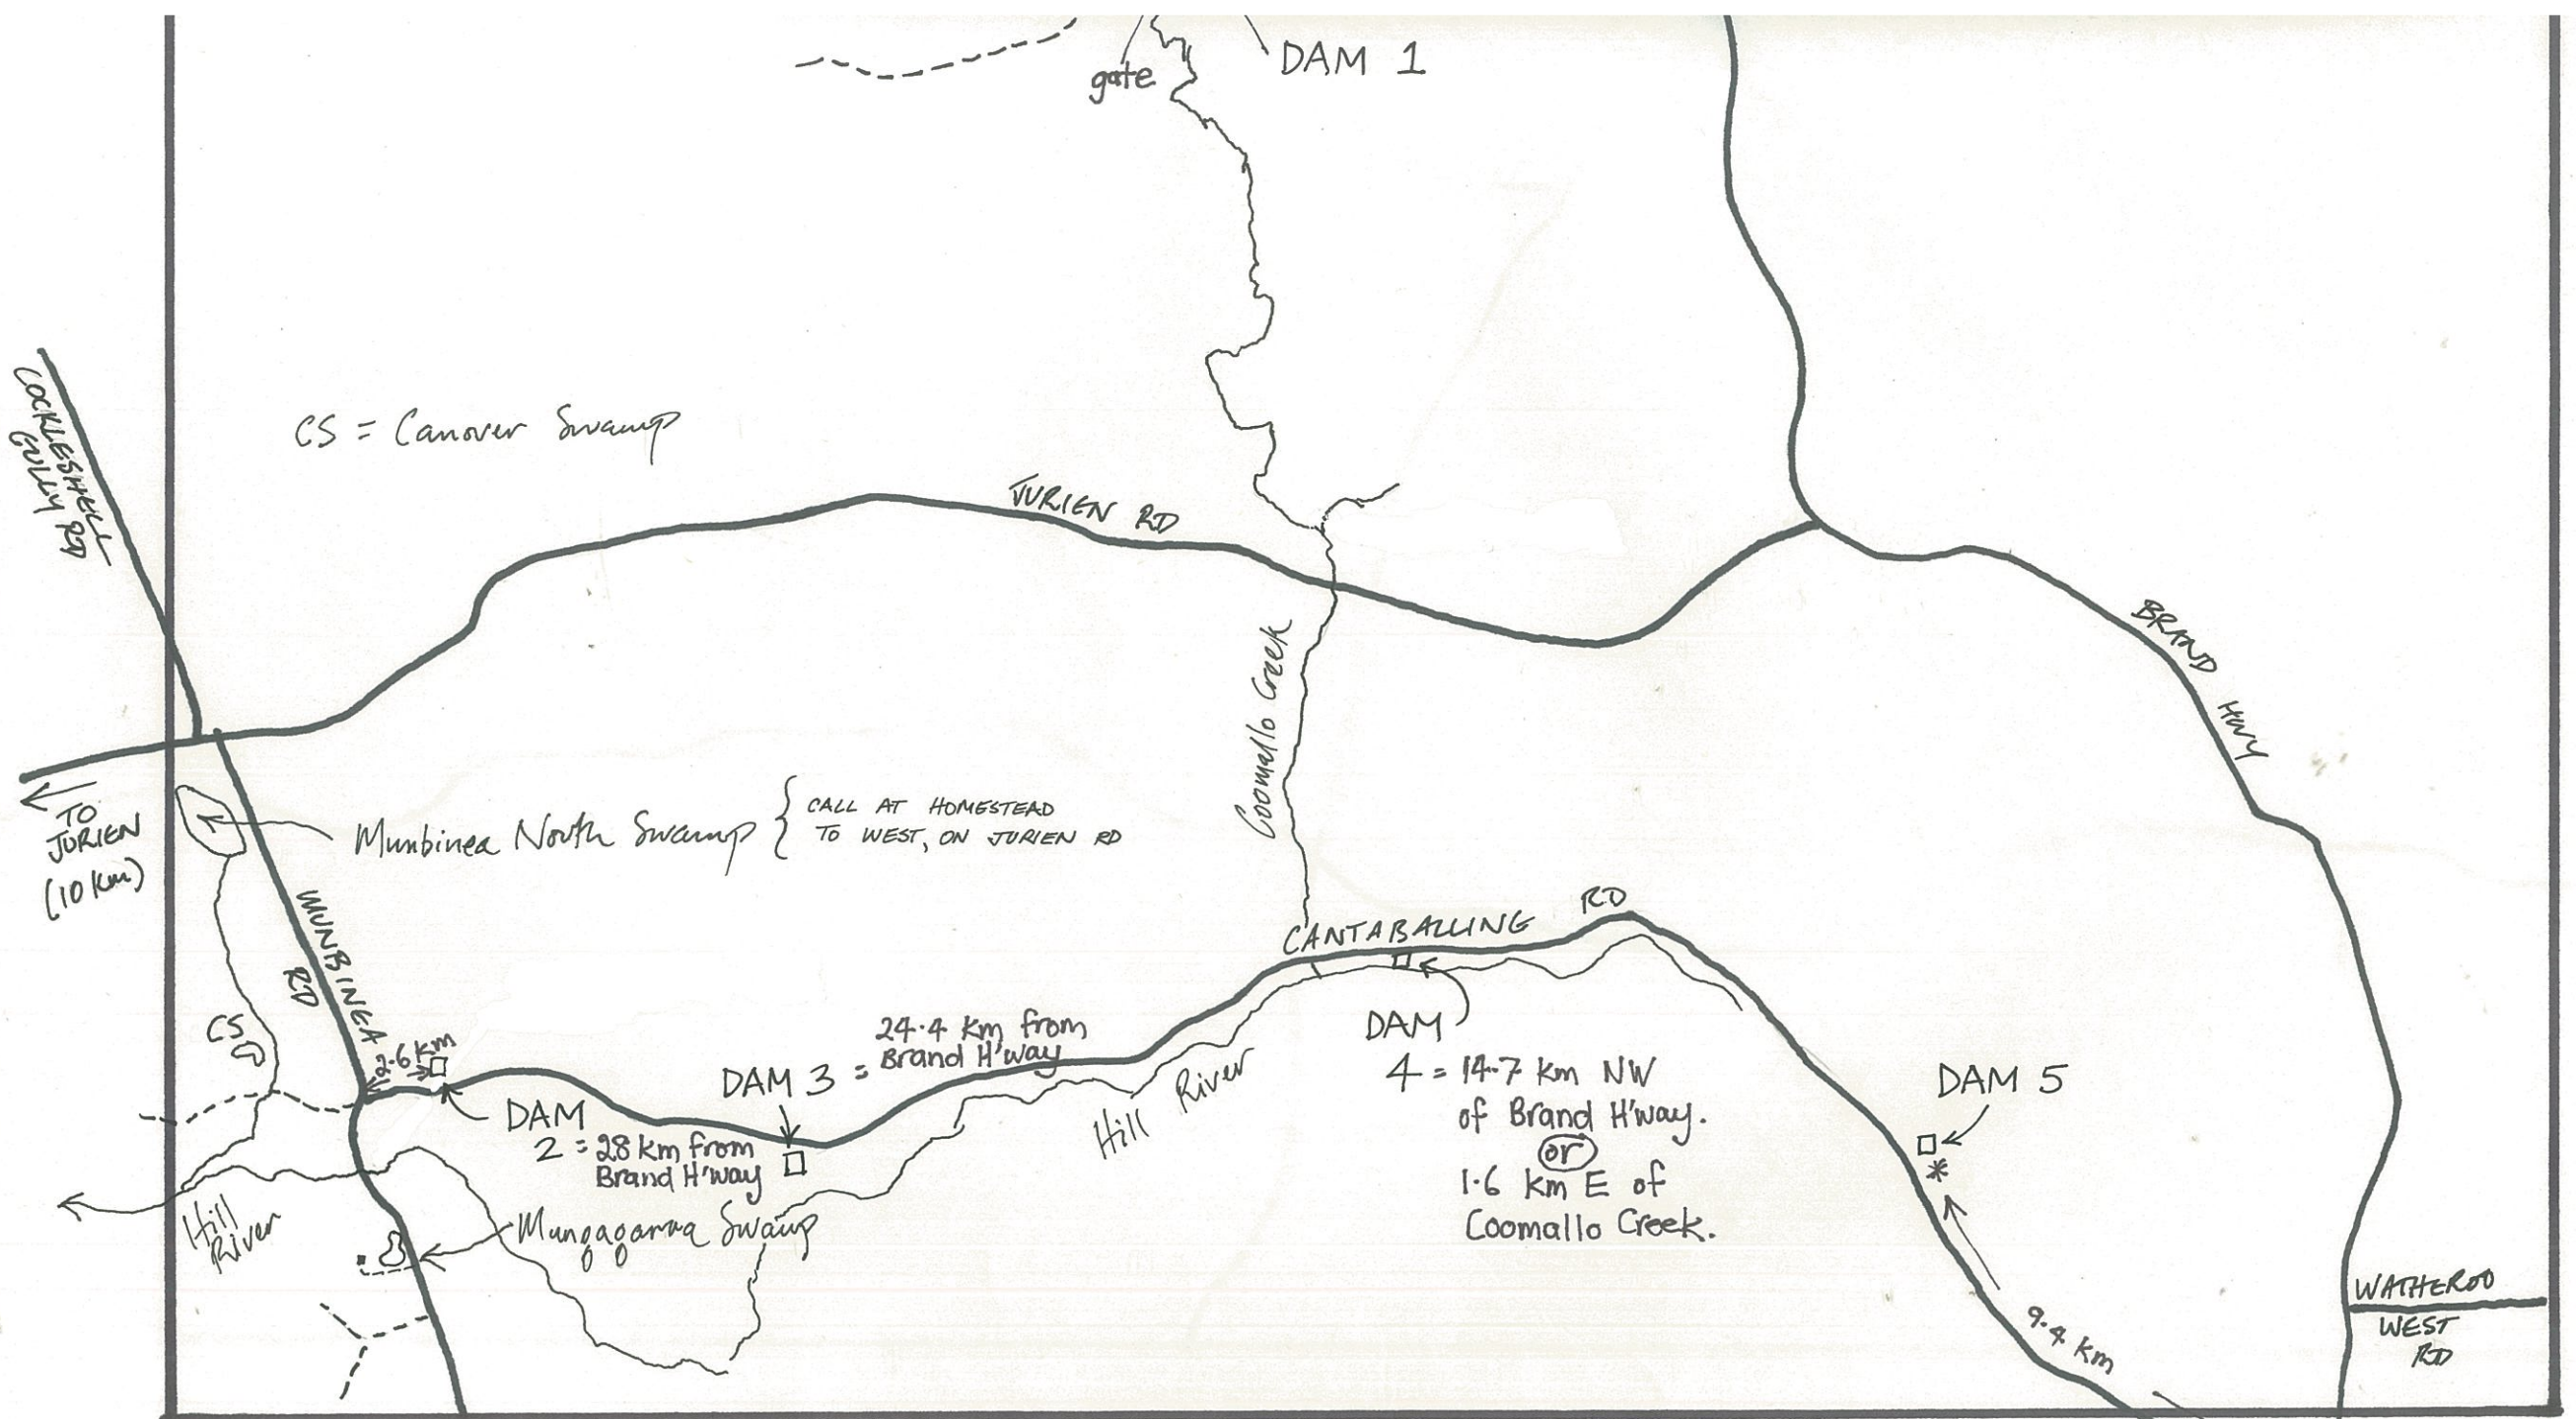 gate
DAM 1
COCKLESHELL
GULLY RD
CS = Canover Swamp
JURIEN RD
BRAND HWY
Coomallo Creek
TO
JURIEN
(10 km)
Munbinea North Swamp { CALL AT HOMESTEAD
TO WEST, ON JURIEN RD
MUNBINEA
RD
CANTABALLING RD
CS
2.6 km
DAM
2 = 28 km from
Brand H'way
DAM 3 = 24.4 km from
Brand H'way
Hill River
DAM
4 = 14.7 km NW
of Brand H'way.
or
1.6 km E of
Coomallo Creek.
DAM 5
*
Hill
River
Mungagarra Swamp
9.4 km
WATHEROO
WEST
RD